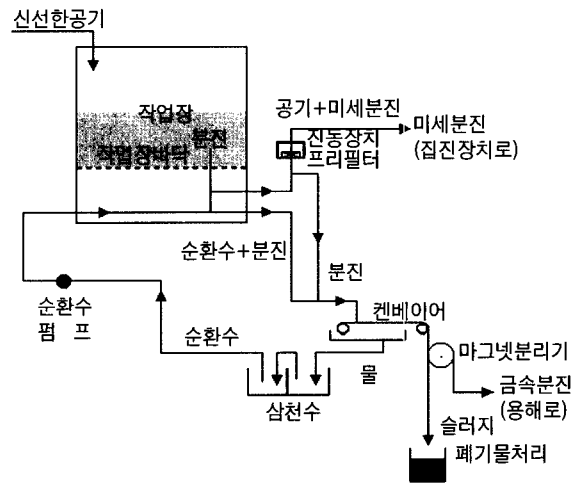 신선한공기
작업장
분진
작업장바닥
공기+미세분진
진동장치
프리필터
미세분진
(집진장치로)
순환수+분진
분진
순환수
펌 프
순환수
켄베이어
물
삼천수
마그넷분리기
금속분진
(용해로)
슬러지
폐기물처리